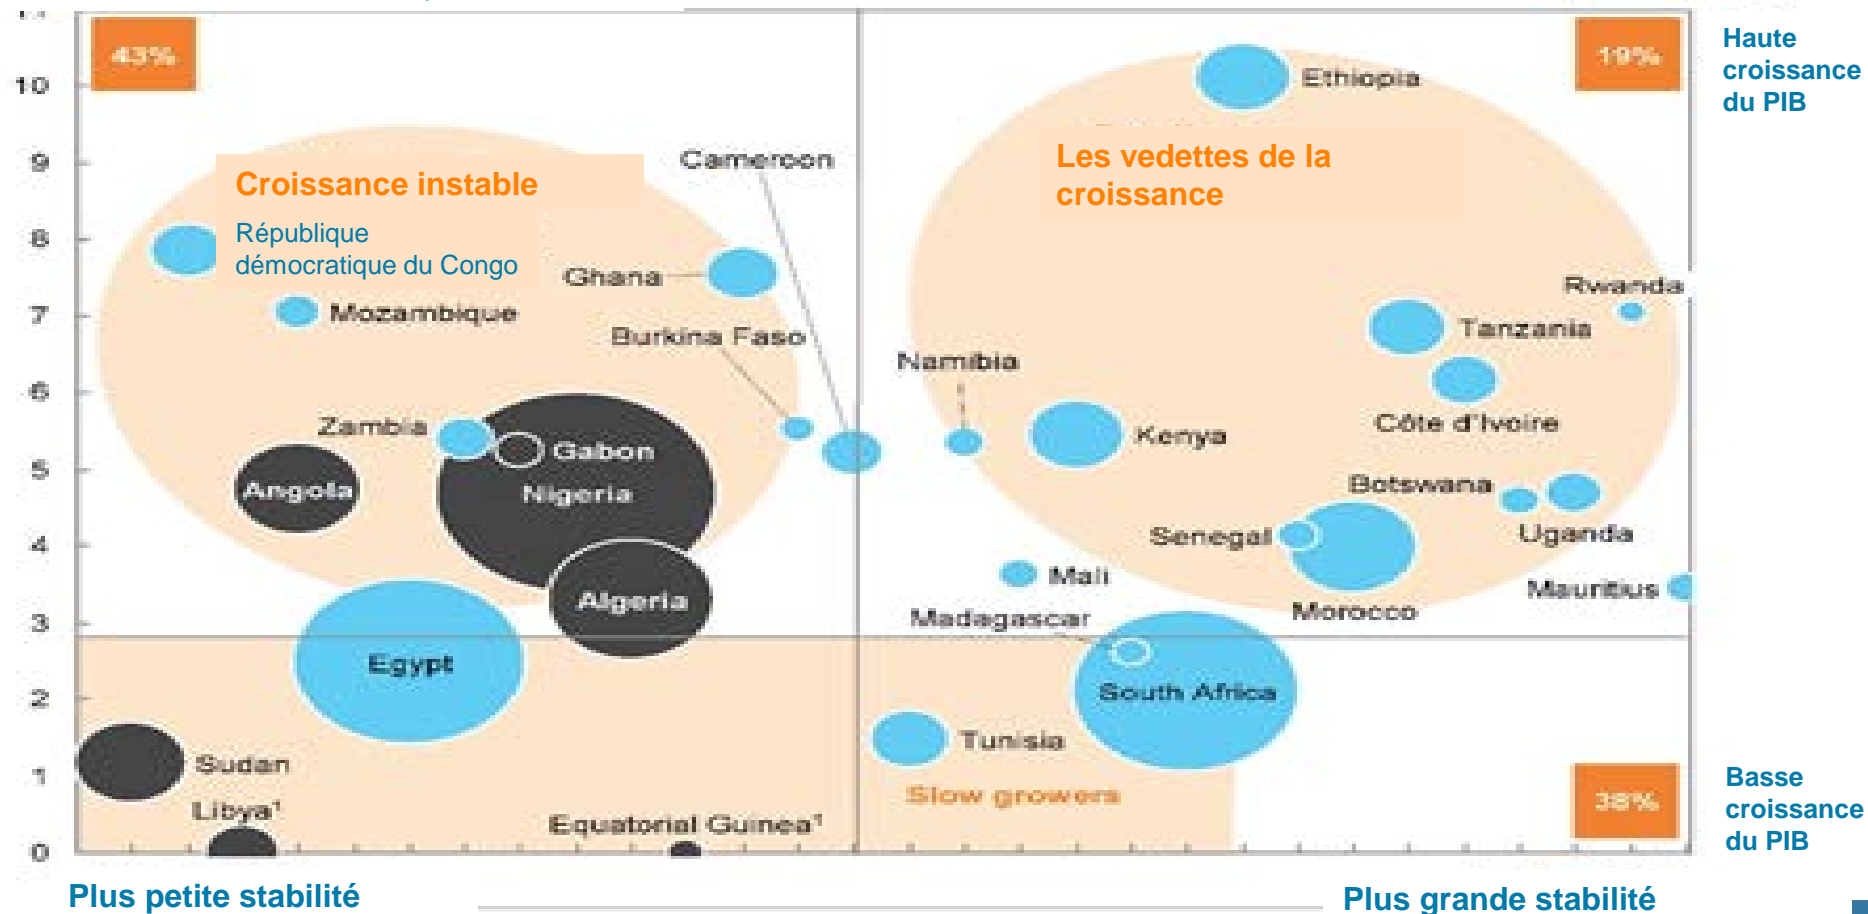 11
43%
19%
Haute
croissance
du PIB
10
Ethiopia
9
Cameroon
Les vedettes de la
croissance
Croissance instable
République
démocratique du Congo
8
Ghana
Rwanda
7
Mozambique
Tanzania
Burkina Faso
Namibia
6
Zambia
Côte d'Ivoire
Kenya
Gabon
5
Angola
Nigeria
Botswana
Senegal
Uganda
4
Mali
Mauritius
Algeria
Madagascar
Morocco
3
Egypt
2
South Africa
Tunisia
Sudan
1
Slow growers
38%
Basse
croissance
du PIB
Libya¹
Equatorial Guinea¹
0
Plus petite stabilité
Plus grande stabilité